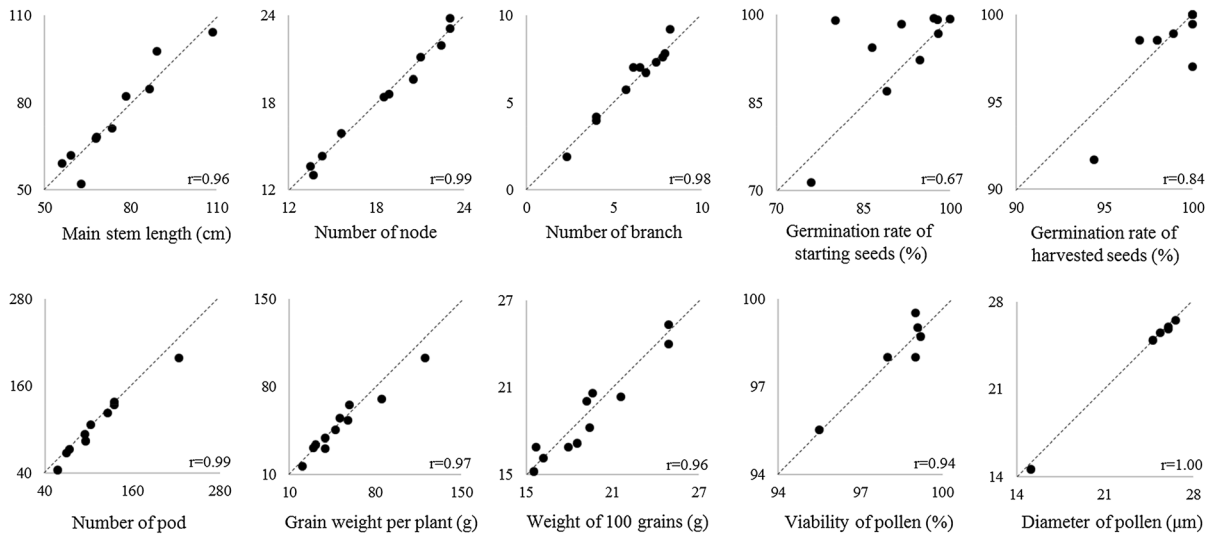 110
80
50
50
80
110
r=0.96
Main stem length (cm)
24
18
12
12
18
24
r=0.99
Number of node
10
5
0
0
5
10
r=0.98
Number of branch
100
85
70
70
85
100
r=0.67
Germination rate of
starting seeds (%)
100
95
90
90
95
100
r=0.84
Germination rate of
harvested seeds (%)
280
160
40
40
160
280
r=0.99
Number of pod
150
80
10
10
80
150
r=0.97
Grain weight per plant (g)
27
21
15
15
21
27
r=0.96
Weight of 100 grains (g)
100
97
94
94
97
100
r=0.94
Viability of pollen (%)
28
21
14
14
21
28
r=1.00
Diameter of pollen (μm)